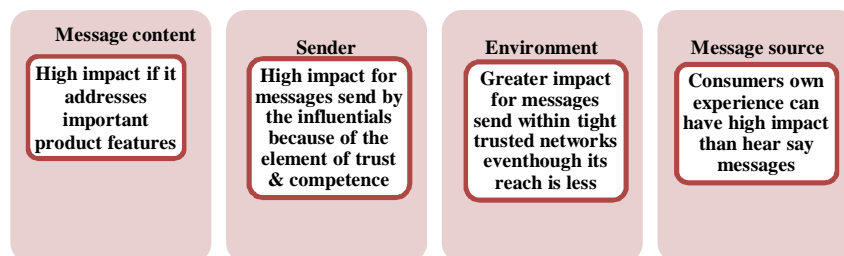 Message content
High impact if it
addresses
important
product features
Sender
High impact for
messages send by
the influentials
because of the
element of trust
& competence
Environment
Greater impact
for messages
send within tight
trusted networks
eventhough its
reach is less
Message source
Consumers own
experience can
have high impact
than hear say
messages